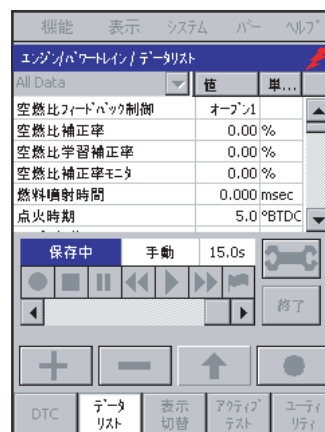 機能 表示 システム バー ヘルプ
エンジン/パワートレイン / データリスト
All Data 値 単...
空燃比フィードバック制御 オープン1
空燃比補正率 0.00 %
空燃比学習補正率 0.00 %
空燃比補正率モニタ 0.00 %
燃料噴射時間 0.000 msec
点火時期 5.0 °BTDC
保存中 手動 15.0s
終了
DTC データリスト 表示切替 アクティブテスト ユーティリティ